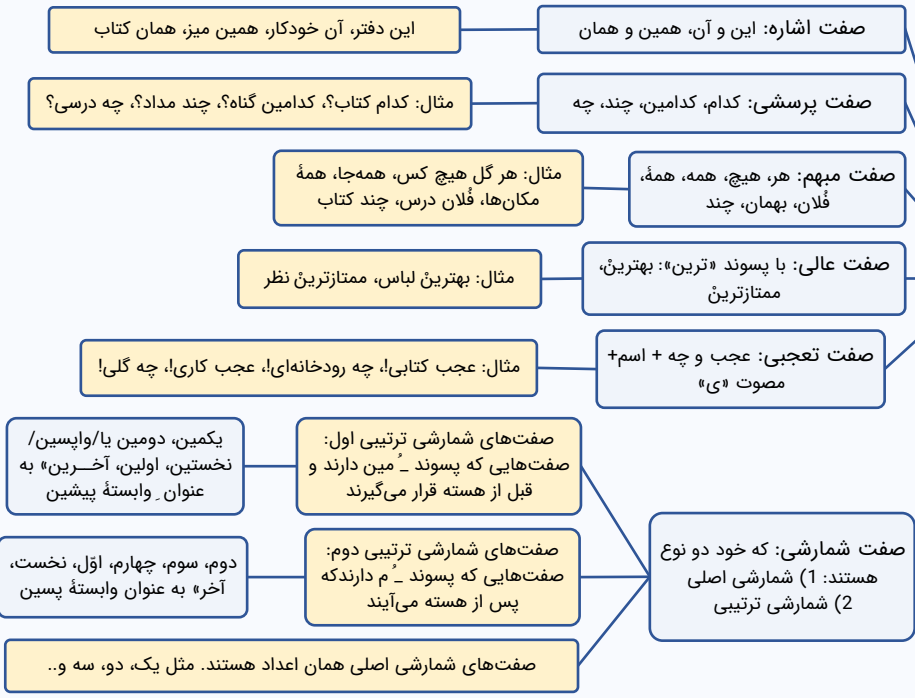 صفت اشاره: این و آن، همین و همان
این دفتر، آن خودکار، همین میز، همان کتاب
صفت پرسشی: کدام، کدامین، چند، چه
مثال: کدام کتاب؟، کدامین گناه؟، چند مداد؟، چه درسی؟
صفت مبهم: هر، هیچ، همه، همهٔ،
فُلان، بهمان، چند
مثال: هر گل هیچ کس، همه‌جا، همهٔ
مکان‌ها، فُلان درس، چند کتاب
صفت عالی: با پسوند «ترین»: بهترینْ،
ممتازترینْ
مثال: بهترینْ لباس، ممتازترینْ نظر
صفت تعجبی: عجب و چه + اسم+
مصوت «ی»
مثال: عجب کتابی!، چه رودخانه‌ای!، عجب کاری!، چه گلی!
صفت شمارشی: که خود دو نوع
هستند: 1) شمارشی اصلی
2) شمارشی ترتیبی
صفت‌های شمارشی ترتیبی اول:
صفت‌هایی که پسوند ـُ مین دارند و
قبل از هسته قرار می‌گیرند
یکمین، دومین یا/واپسین/
نخستین، اولین، آخــرین» به
عنوانِ وابستهٔ پیشین
صفت‌های شمارشی ترتیبی دوم:
صفت‌هایی که پسوند ـُ م دارندکه
پس از هسته می‌آیند
دوم، سوم، چهارم، اوّل، نخست،
آخر» به عنوان وابستهٔ پسین
صفت‌های شمارشی اصلی همان اعداد هستند. مثل یک، دو، سه و..